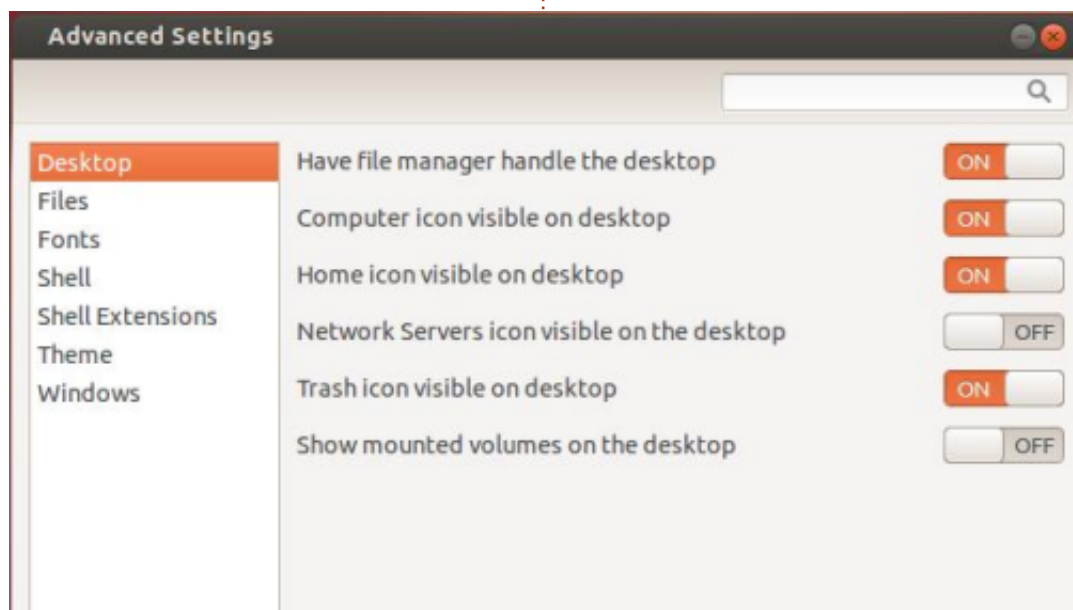 Advanced Settings
Desktop
Files
Fonts
Shell
Shell Extensions
Theme
Windows
Have file manager handle the desktop ON
Computer icon visible on desktop ON
Home icon visible on desktop ON
Network Servers icon visible on the desktop OFF
Trash icon visible on desktop ON
Show mounted volumes on the desktop OFF